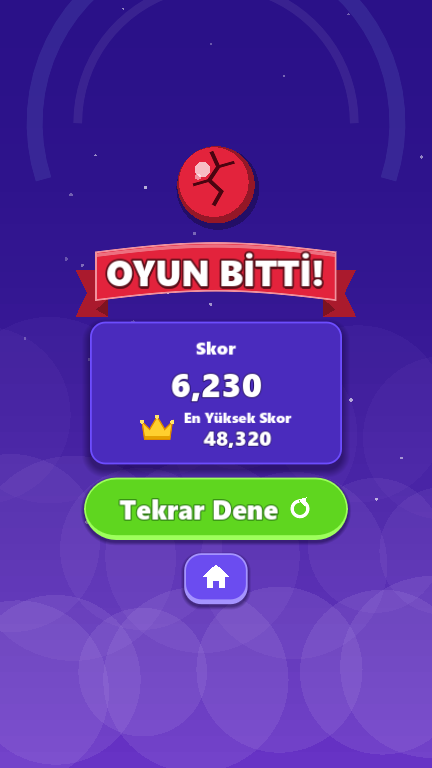 OYUN BİTTİ!
Skor
6,230
En Yüksek Skor
48,320
Tekrar Dene